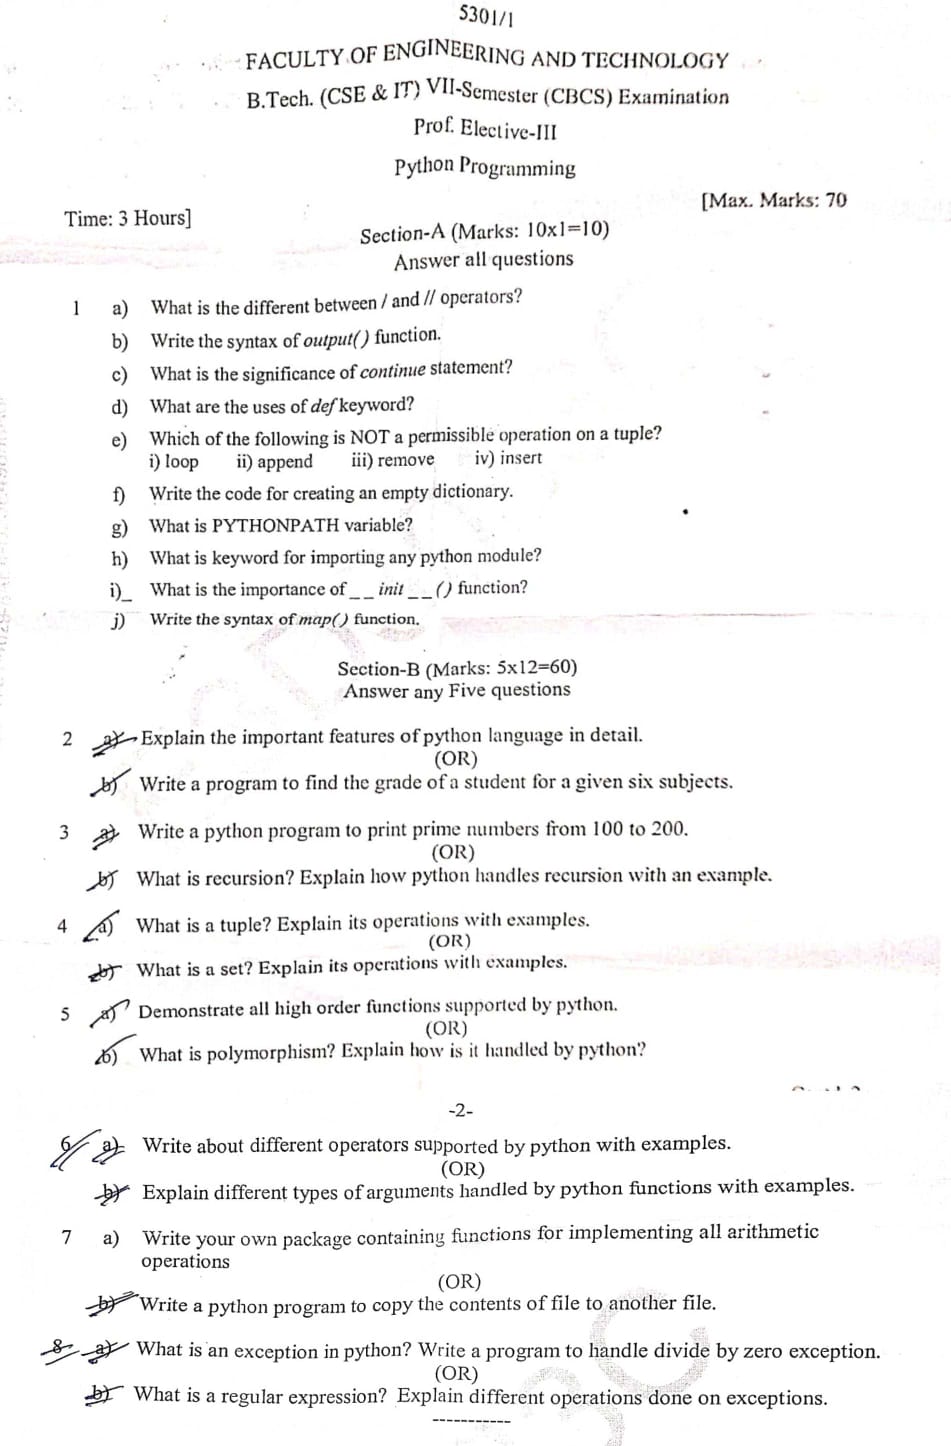 5301/1
FACULTY OF ENGINEERING AND TECHNOLOGY
B.Tech. (CSE & IT) VII-Semester (CBCS) Examination
Prof. Elective-III
Python Programming
Time: 3 Hours] [Max. Marks: 70
Section-A (Marks: 10x1=10)
Answer all questions
1 a) What is the different between / and // operators?
b) Write the syntax of output() function.
c) What is the significance of continue statement?
d) What are the uses of def keyword?
e) Which of the following is NOT a permissible operation on a tuple?
i) loop ii) append iii) remove iv) insert
f) Write the code for creating an empty dictionary.
g) What is PYTHONPATH variable?
h) What is keyword for importing any python module?
i)_ What is the importance of __ init __ () function?
j) Write the syntax of map() function.
Section-B (Marks: 5x12=60)
Answer any Five questions
2 a) Explain the important features of python language in detail.
(OR)
b) Write a program to find the grade of a student for a given six subjects.
3 a) Write a python program to print prime numbers from 100 to 200.
(OR)
b) What is recursion? Explain how python handles recursion with an example.
4 a) What is a tuple? Explain its operations with examples.
(OR)
b) What is a set? Explain its operations with examples.
5 a) Demonstrate all high order functions supported by python.
(OR)
b) What is polymorphism? Explain how is it handled by python?
-2-
6 a) Write about different operators supported by python with examples.
(OR)
b) Explain different types of arguments handled by python functions with examples.
7 a) Write your own package containing functions for implementing all arithmetic
operations
(OR)
b) Write a python program to copy the contents of file to another file.
8 a) What is an exception in python? Write a program to handle divide by zero exception.
(OR)
b) What is a regular expression? Explain different operations done on exceptions.
-----------